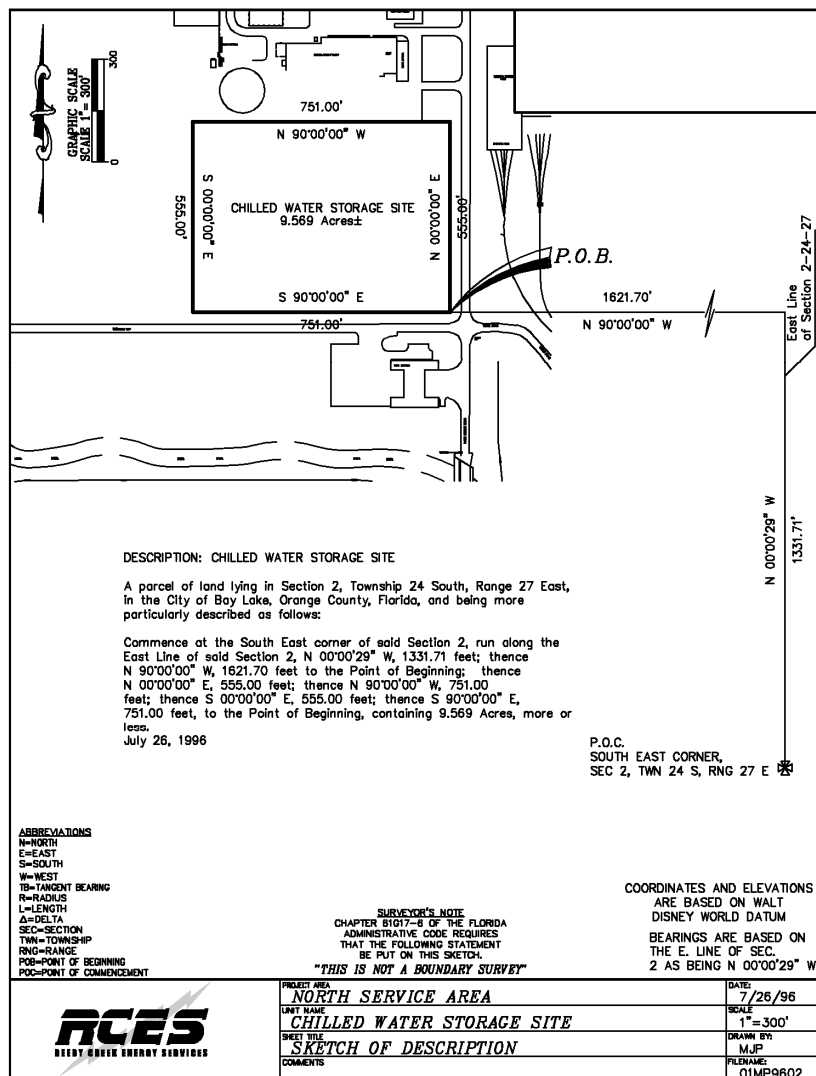 GRAPHIC SCALE
SCALE 1" = 300'
0
300
751.00'
N 90°00'00" W
S 00°00'00" E
555.00'
CHILLED WATER STORAGE SITE
9.569 Acres±
N 00°00'00" E
555.00'
S 90°00'00" E
751.00'
P.O.B.
1621.70'
N 90°00'00" W
East Line
of Section 2-24-27
N 00°00'29" W
1331.71'
DESCRIPTION: CHILLED WATER STORAGE SITE
A parcel of land lying in Section 2, Township 24 South, Range 27 East,
in the City of Bay Lake, Orange County, Florida, and being more
particularly described as follows:
Commence at the South East corner of said Section 2, run along the
East Line of said Section 2, N 00°00'29" W, 1331.71 feet; thence
N 90°00'00" W, 1621.70 feet to the Point of Beginning; thence
N 00°00'00" E, 555.00 feet; thence N 90°00'00" W, 751.00
feet; thence S 00°00'00" E, 555.00 feet; thence S 90°00'00" E,
751.00 feet, to the Point of Beginning, containing 9.569 Acres, more or
less.
July 26, 1996
P.O.C.
SOUTH EAST CORNER,
SEC 2, TWN 24 S, RNG 27 E
ABBREVIATIONS
N=NORTH
E=EAST
S=SOUTH
W=WEST
TB=TANGENT BEARING
R=RADIUS
L=LENGTH
Δ=DELTA
SEC=SECTION
TWN=TOWNSHIP
RNG=RANGE
POB=POINT OF BEGINNING
POC=POINT OF COMMENCEMENT
SURVEYOR'S NOTE
CHAPTER 61G17-6 OF THE FLORIDA
ADMINISTRATIVE CODE REQUIRES
THAT THE FOLLOWING STATEMENT
BE PUT ON THIS SKETCH.
"THIS IS NOT A BOUNDARY SURVEY"
COORDINATES AND ELEVATIONS
ARE BASED ON WALT
DISNEY WORLD DATUM
BEARINGS ARE BASED ON
THE E. LINE OF SEC.
2 AS BEING N 00°00'29" W
RCES
REEDY CREEK ENERGY SERVICES
PROJECT AREA
NORTH SERVICE AREA
UNIT NAME
CHILLED WATER STORAGE SITE
SHEET TITLE
SKETCH OF DESCRIPTION
COMMENTS
DATE:
7/26/96
SCALE
1"=300'
DRAWN BY:
MJP
FILENAME:
01MP9602